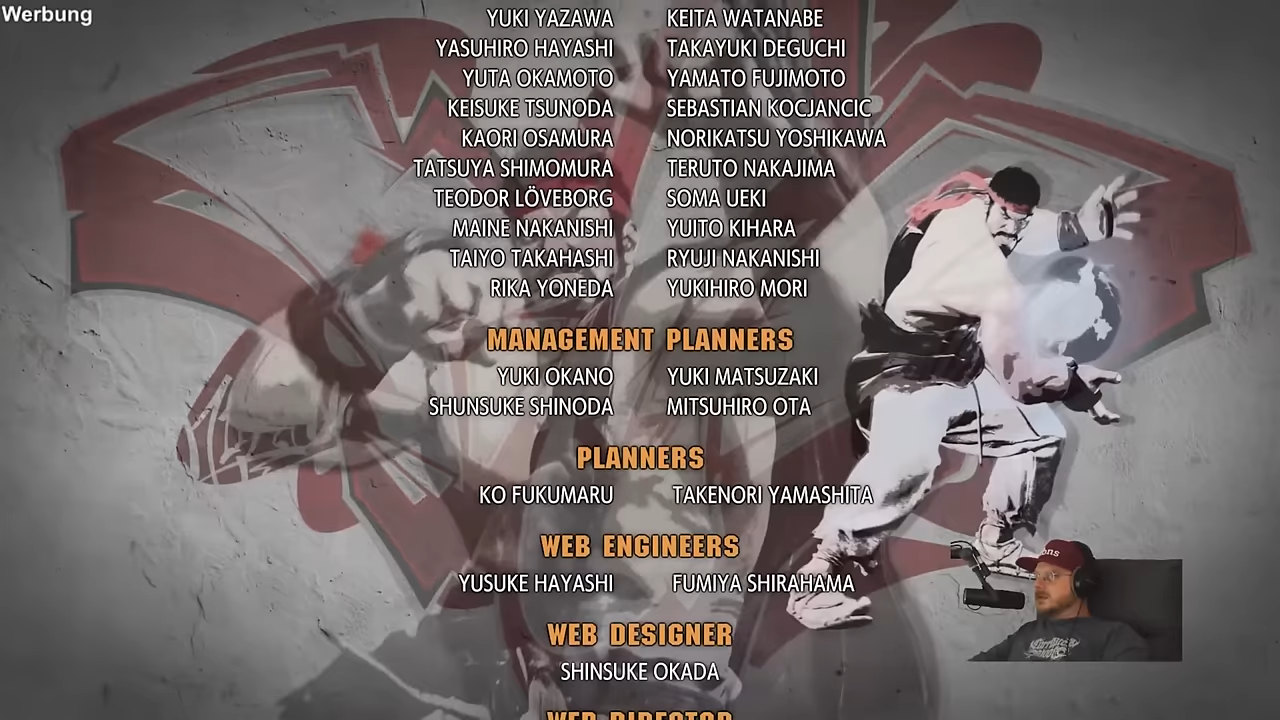 Werbung
YUKI YAZAWA KEITA WATANABE
YASUHIRO HAYASHI TAKAYUKI DEGUCHI
YUTA OKAMOTO YAMATO FUJIMOTO
KEISUKE TSUNODA SEBASTIAN KOCJANCIC
KAORI OSAMURA NORIKATSU YOSHIKAWA
TATSUYA SHIMOMURA TERUTO NAKAJIMA
TEODOR LÖVEBORG SOMA UEKI
MAINE NAKANISHI YUITO KIHARA
TAIYO TAKAHASHI RYUJI NAKANISHI
RIKA YONEDA YUKIHIRO MORI
MANAGEMENT PLANNERS
YUKI OKANO YUKI MATSUZAKI
SHUNSUKE SHINODA MITSUHIRO OTA
PLANNERS
KO FUKUMARU TAKENORI YAMASHITA
WEB ENGINEERS
YUSUKE HAYASHI FUMIYA SHIRAHAMA
WEB DESIGNER
SHINSUKE OKADA
WEB DIRECTOR